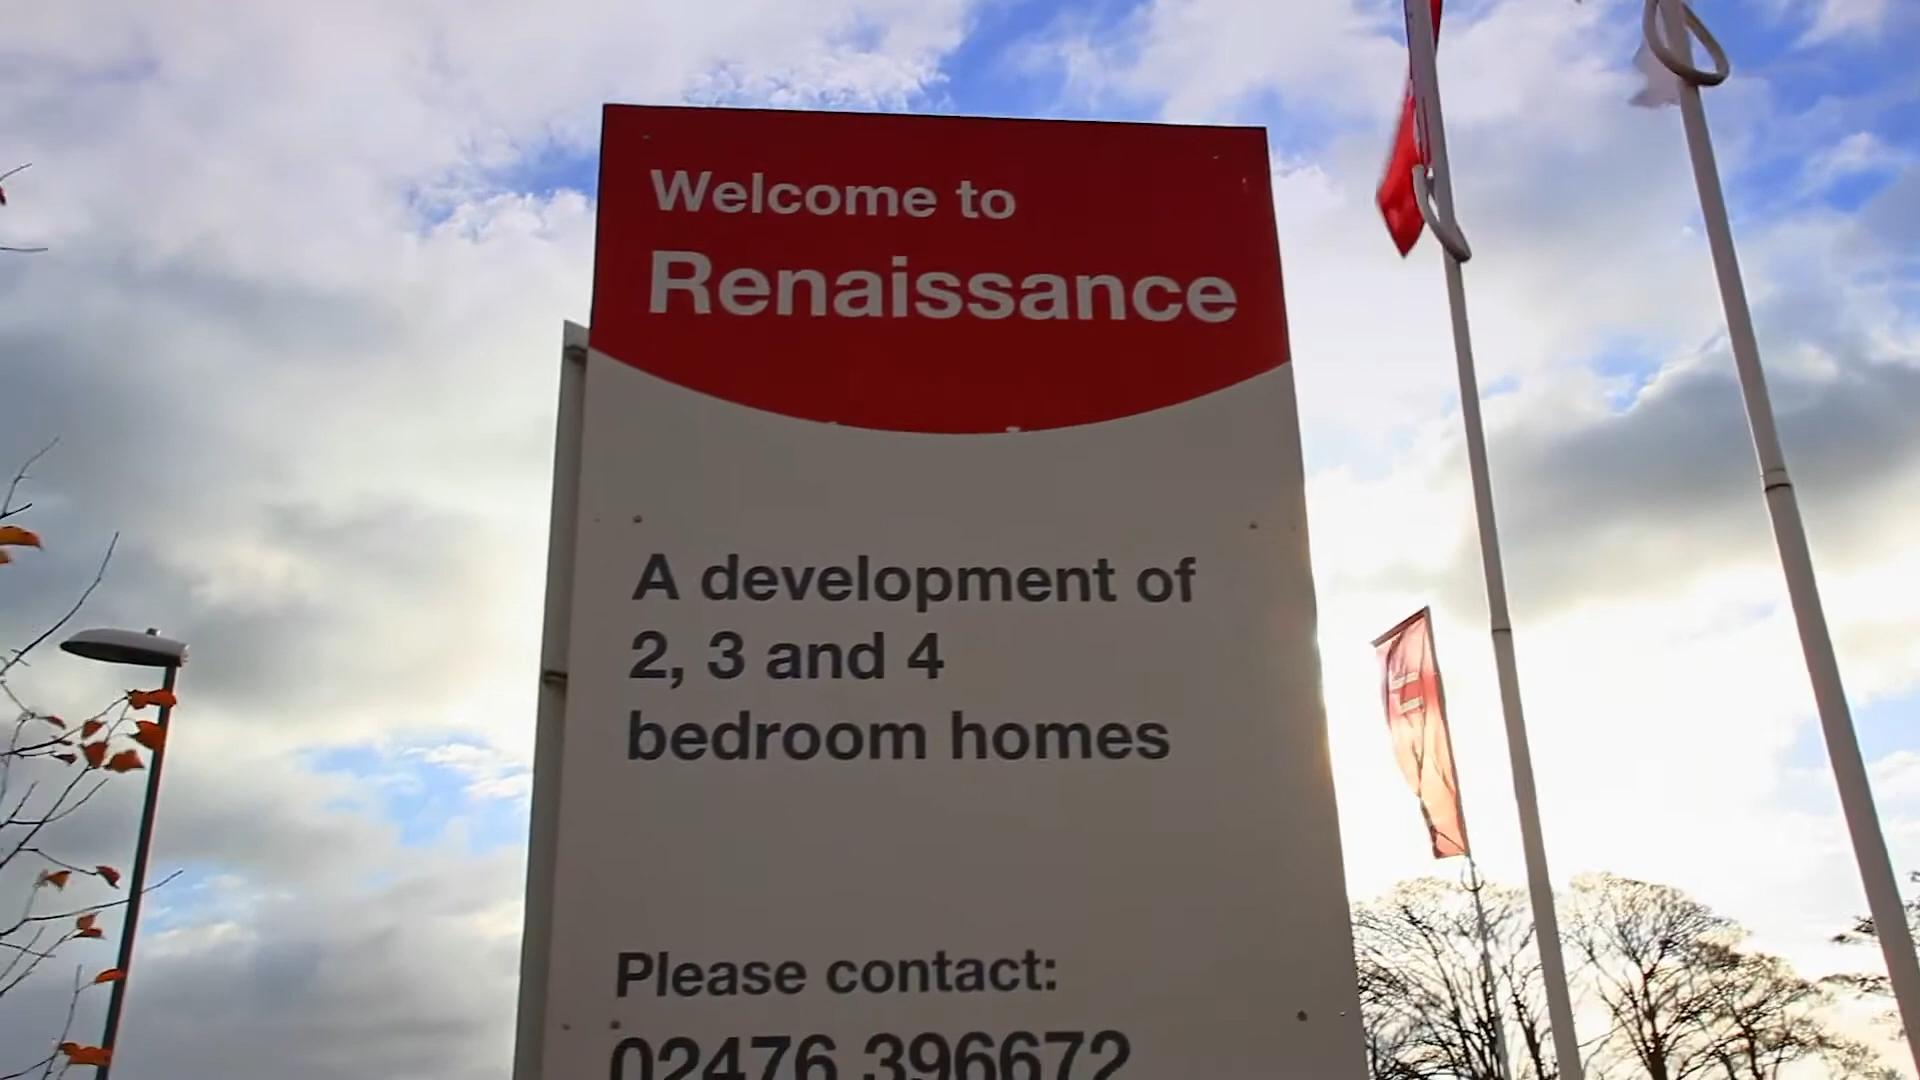 Welcome to
Renaissance
A development of
2, 3 and 4
bedroom homes
Please contact:
02476 396672